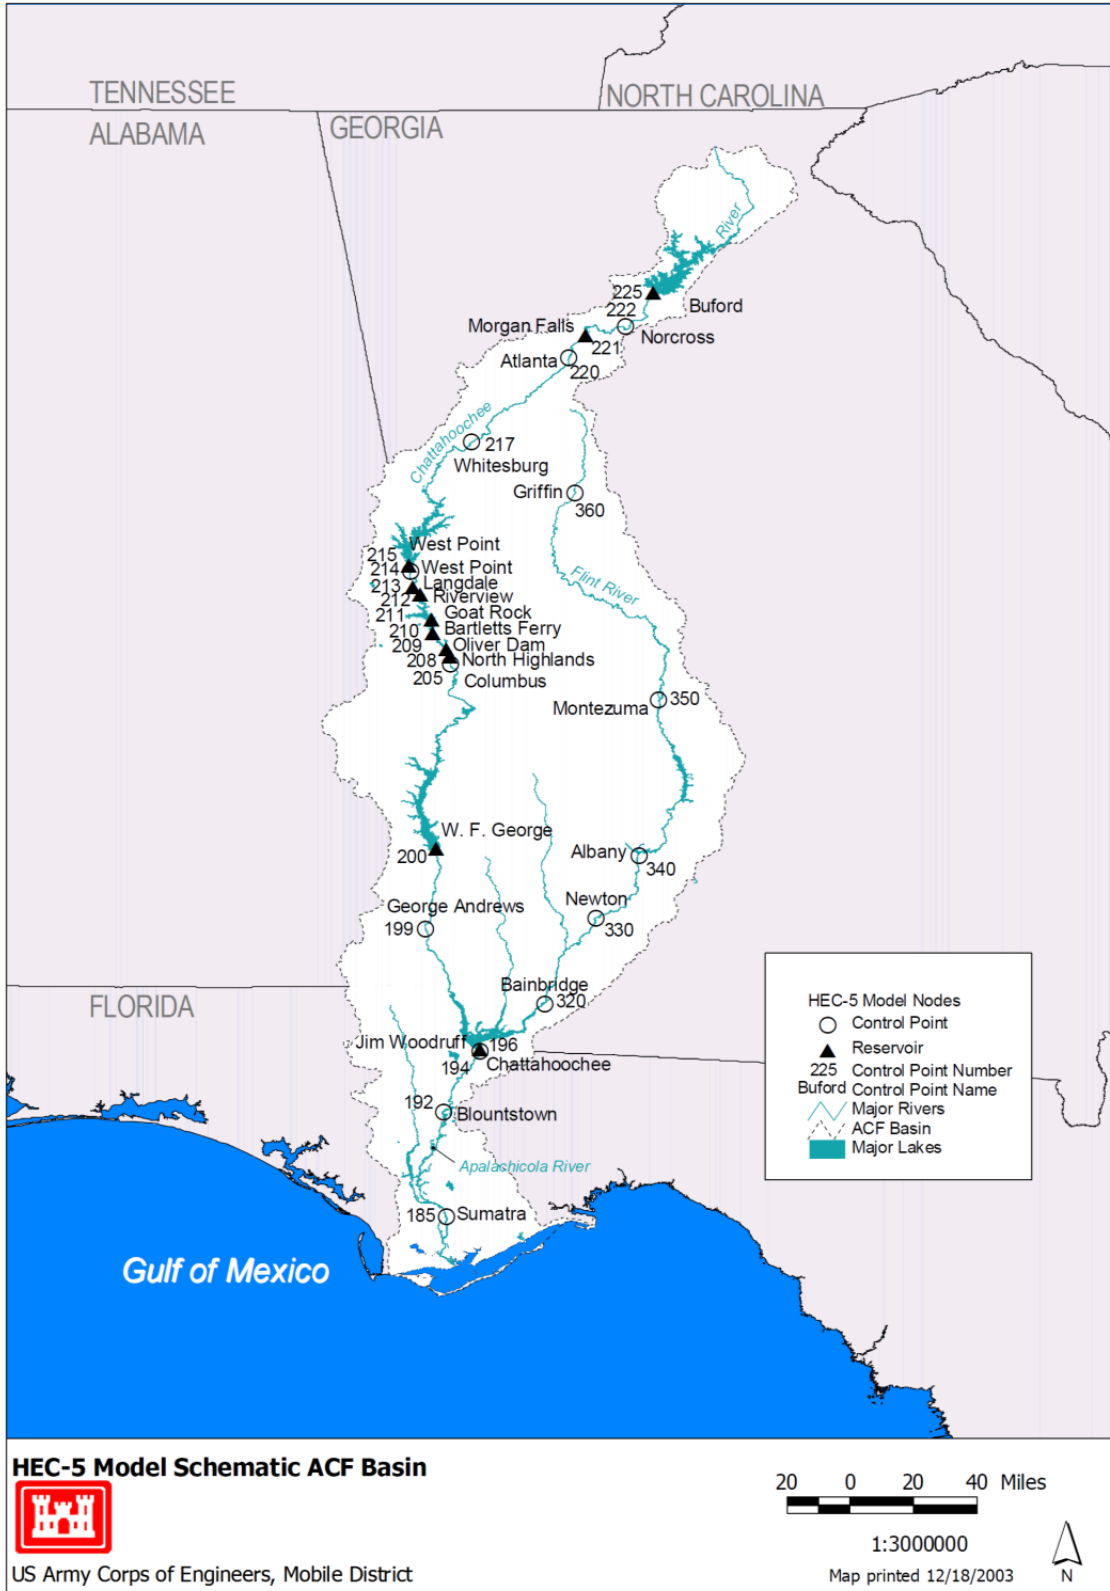 TENNESSEE
NORTH CAROLINA
ALABAMA
GEORGIA
River
225
Buford
222
Morgan Falls
Norcross
221
Atlanta
220
Chattahoochee
217
Whitesburg
Griffin
360
West Point
215
214
West Point
Flint River
213
Langdale
212
Riverview
211
Goat Rock
210
Bartletts Ferry
209
Oliver Dam
208
North Highlands
205
Columbus
350
Montezuma
W. F. George
200
Albany
340
George Andrews
Newton
199
330
Bainbridge
320
FLORIDA
Jim Woodruff
196
194
Chattahoochee
192
Blountstown
Apalachicola River
185
Sumatra
Gulf of Mexico
HEC-5 Model Nodes
Control Point
Reservoir
225 Control Point Number
Buford Control Point Name
Major Rivers
ACF Basin
Major Lakes
HEC-5 Model Schematic ACF Basin
US Army Corps of Engineers, Mobile District
20 0 20 40 Miles
1:3000000
Map printed 12/18/2003
N